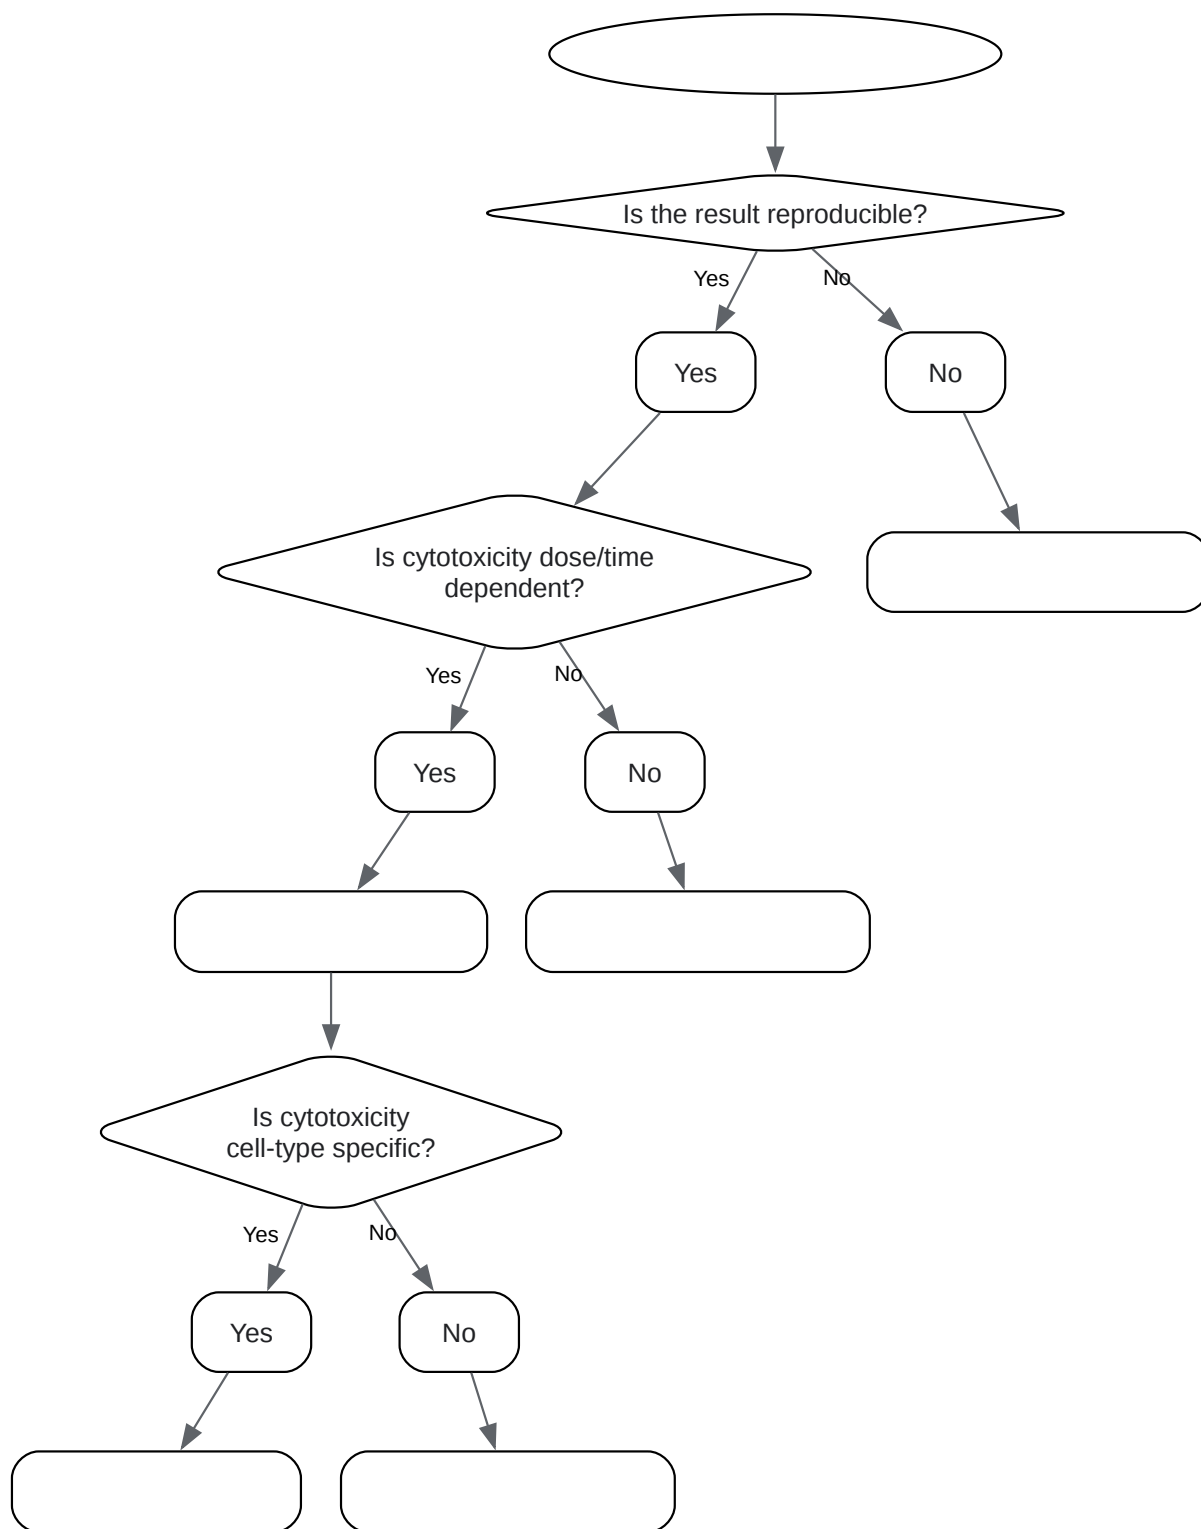 Is the result reproducible?
Yes
No
Yes
No
Is cytotoxicity dose/time
dependent?
Yes
No
Yes
No
Is cytotoxicity
cell-type specific?
Yes
No
Yes
No